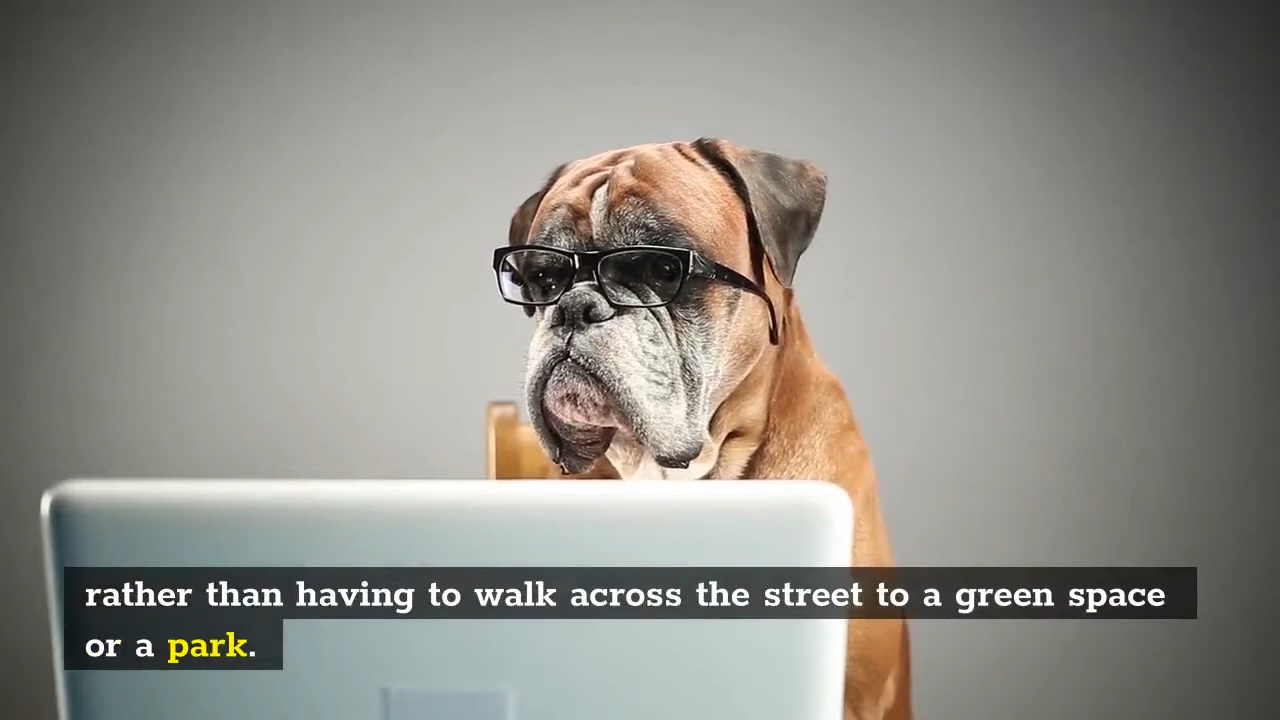 rather than having to walk across the street to a green space
or a park.